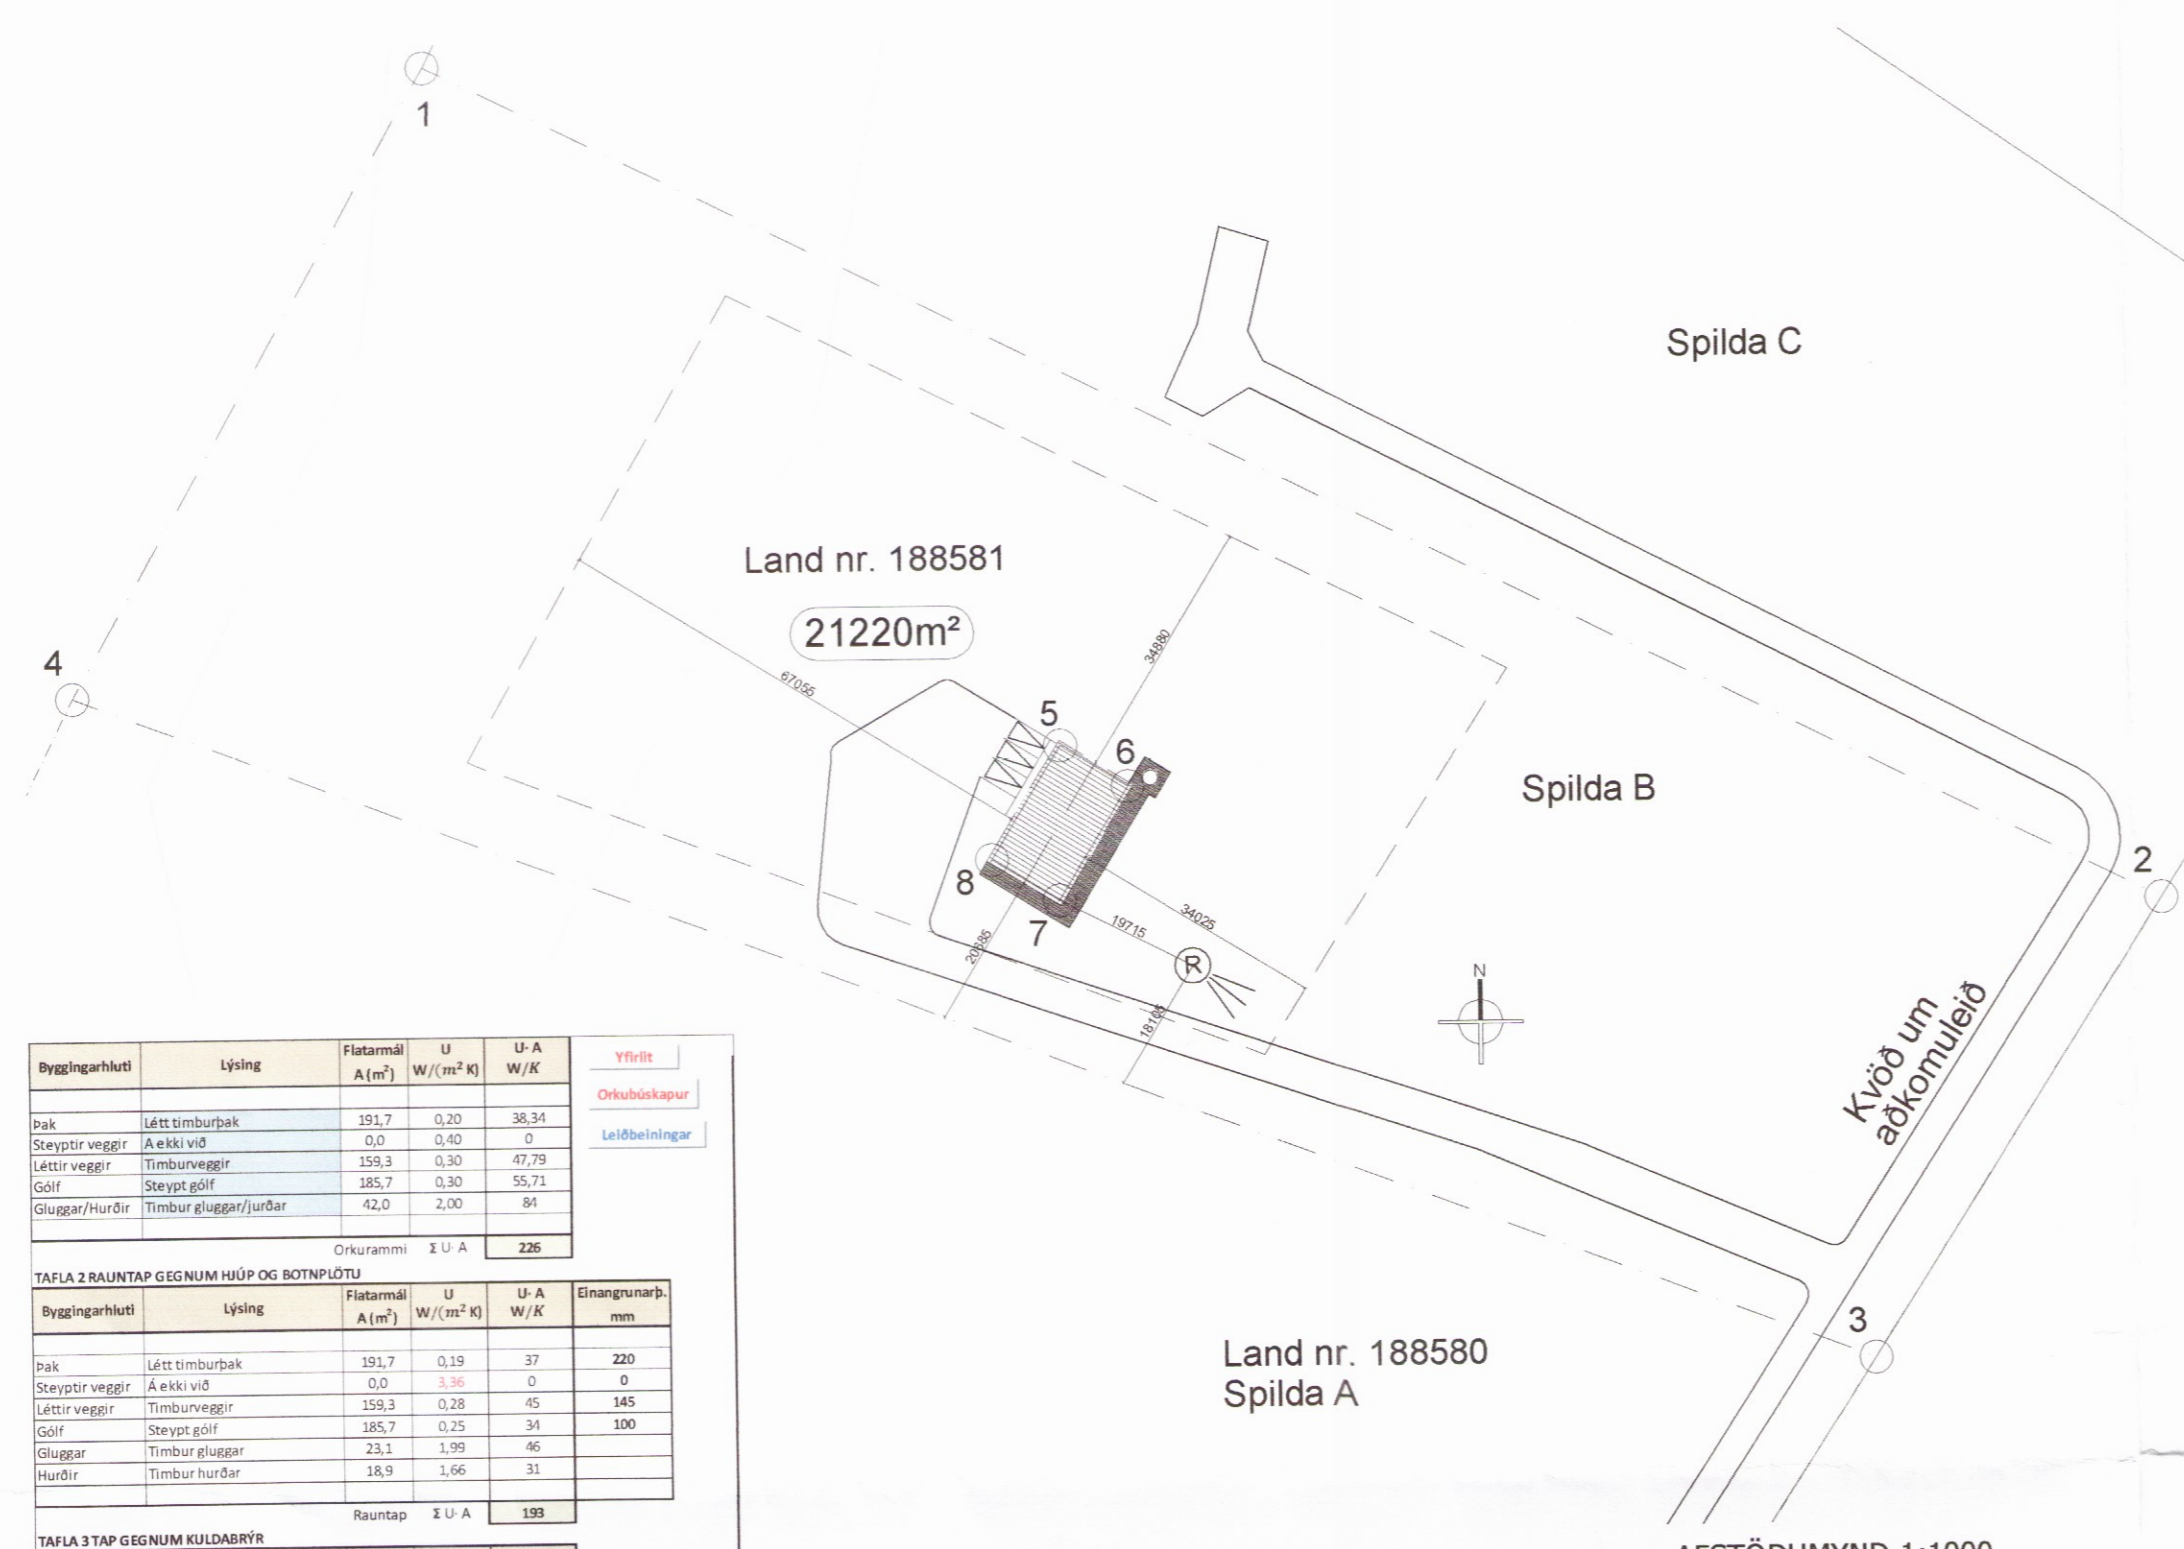 1
Spilda C
Land nr. 188581
21220m²
34880
4
67055
5
6
Spilda B
2
8
7
34025
19715
20685
R
N
18105
Kvöð um
aðkomuleið
3
Land nr. 188580
Spilda A
AFSTÖÐUMYND 1:1000
Byggingarhluti Lýsing Flatarmál U U· A
A (m²) W/(m² K) W/K
Þak Létt timburþak 191,7 0,20 38,34
Steyptir veggir A ekki við 0,0 0,40 0
Léttir veggir Timburveggir 159,3 0,30 47,79
Gólf Steypt gólf 185,7 0,30 55,71
Gluggar/Hurðir Timbur gluggar/jurðar 42,0 2,00 84
Orkurammi Σ U· A 226
Yfirlit
Orkubúskapur
Leiðbeiningar
TAFLA 2 RAUNTAP GEGNUM HJÚP OG BOTNPLÖTU
Byggingarhluti Lýsing Flatarmál U U· A Einangrunarþ.
A (m²) W/(m² K) W/K mm
Þak Létt timburþak 191,7 0,19 37 220
Steyptir veggir Á ekki við 0,0 3,36 0 0
Léttir veggir Timburveggir 159,3 0,28 45 145
Gólf Steypt gólf 185,7 0,25 34 100
Gluggar Timbur gluggar 23,1 1,99 46
Hurðir Timbur hurðar 18,9 1,66 31
Rauntap Σ U· A 193
TAFLA 3 TAP GEGNUM KULDABRÝR